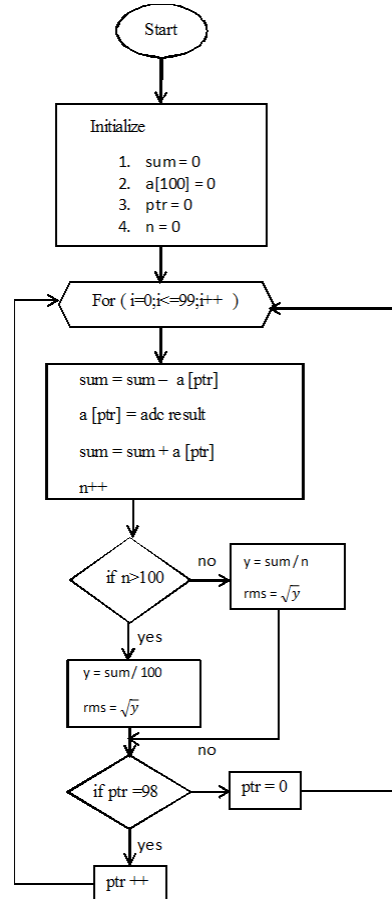 Start
Initialize
1. sum = 0
2. a[100] = 0
3. ptr = 0
4. n = 0
For ( i=0;i<=99;i++ )
sum = sum – a [ptr]
a [ptr] = adc result
sum = sum + a [ptr]
n++
if n>100
no
y = sum / n
rms = √y
yes
y = sum/ 100
rms = √y
no
if ptr =98
ptr = 0
yes
ptr ++